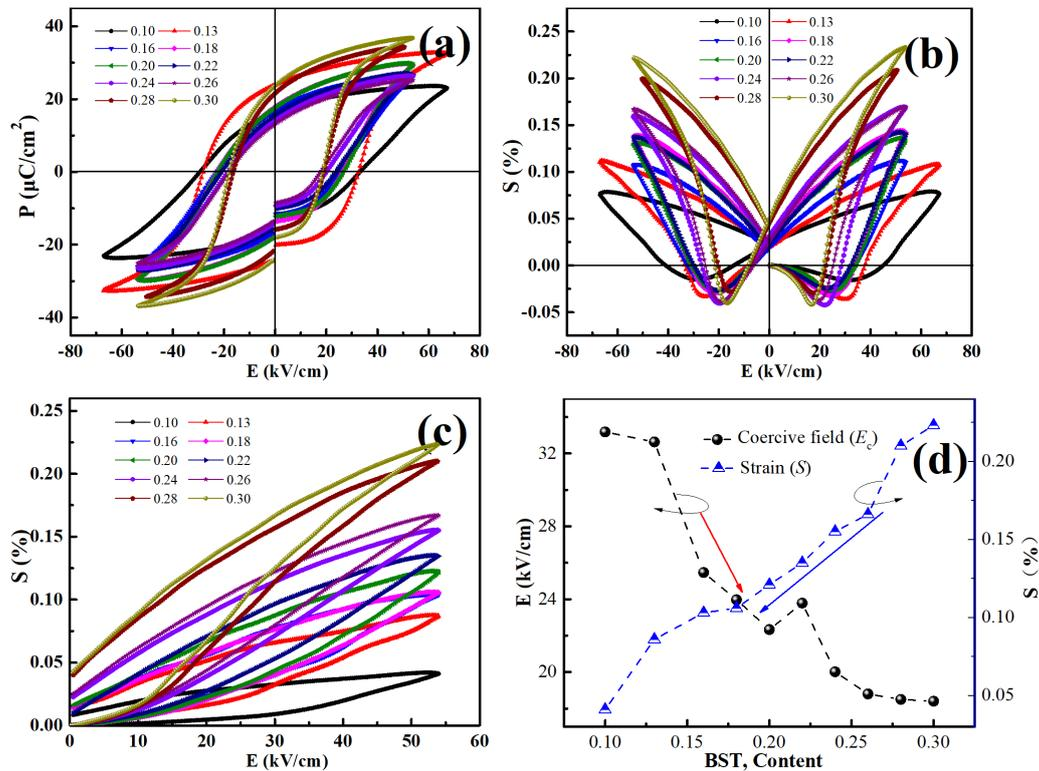 (a)
0.10 0.13
0.16 0.18
0.20 0.22
0.24 0.26
0.28 0.30
40
20
0
-20
-40
P (μC/cm²)
-80 -60 -40 -20 0 20 40 60 80
E (kV/cm)
(b)
0.10 0.13
0.16 0.18
0.20 0.22
0.24 0.26
0.28 0.30
0.25
0.20
0.15
0.10
0.05
0.00
-0.05
S (%)
-80 -60 -40 -20 0 20 40 60 80
E (kV/cm)
(c)
0.10 0.13
0.16 0.18
0.20 0.22
0.24 0.26
0.28 0.30
0.25
0.20
0.15
0.10
0.05
0.00
S (%)
0 10 20 30 40 50 60
E (kV/cm)
(d)
Coercive field (Ec)
Strain (S)
32
28
24
20
E (kV/cm)
0.20
0.15
0.10
0.05
S (%)
0.10 0.15 0.20 0.25 0.30
BST, Content